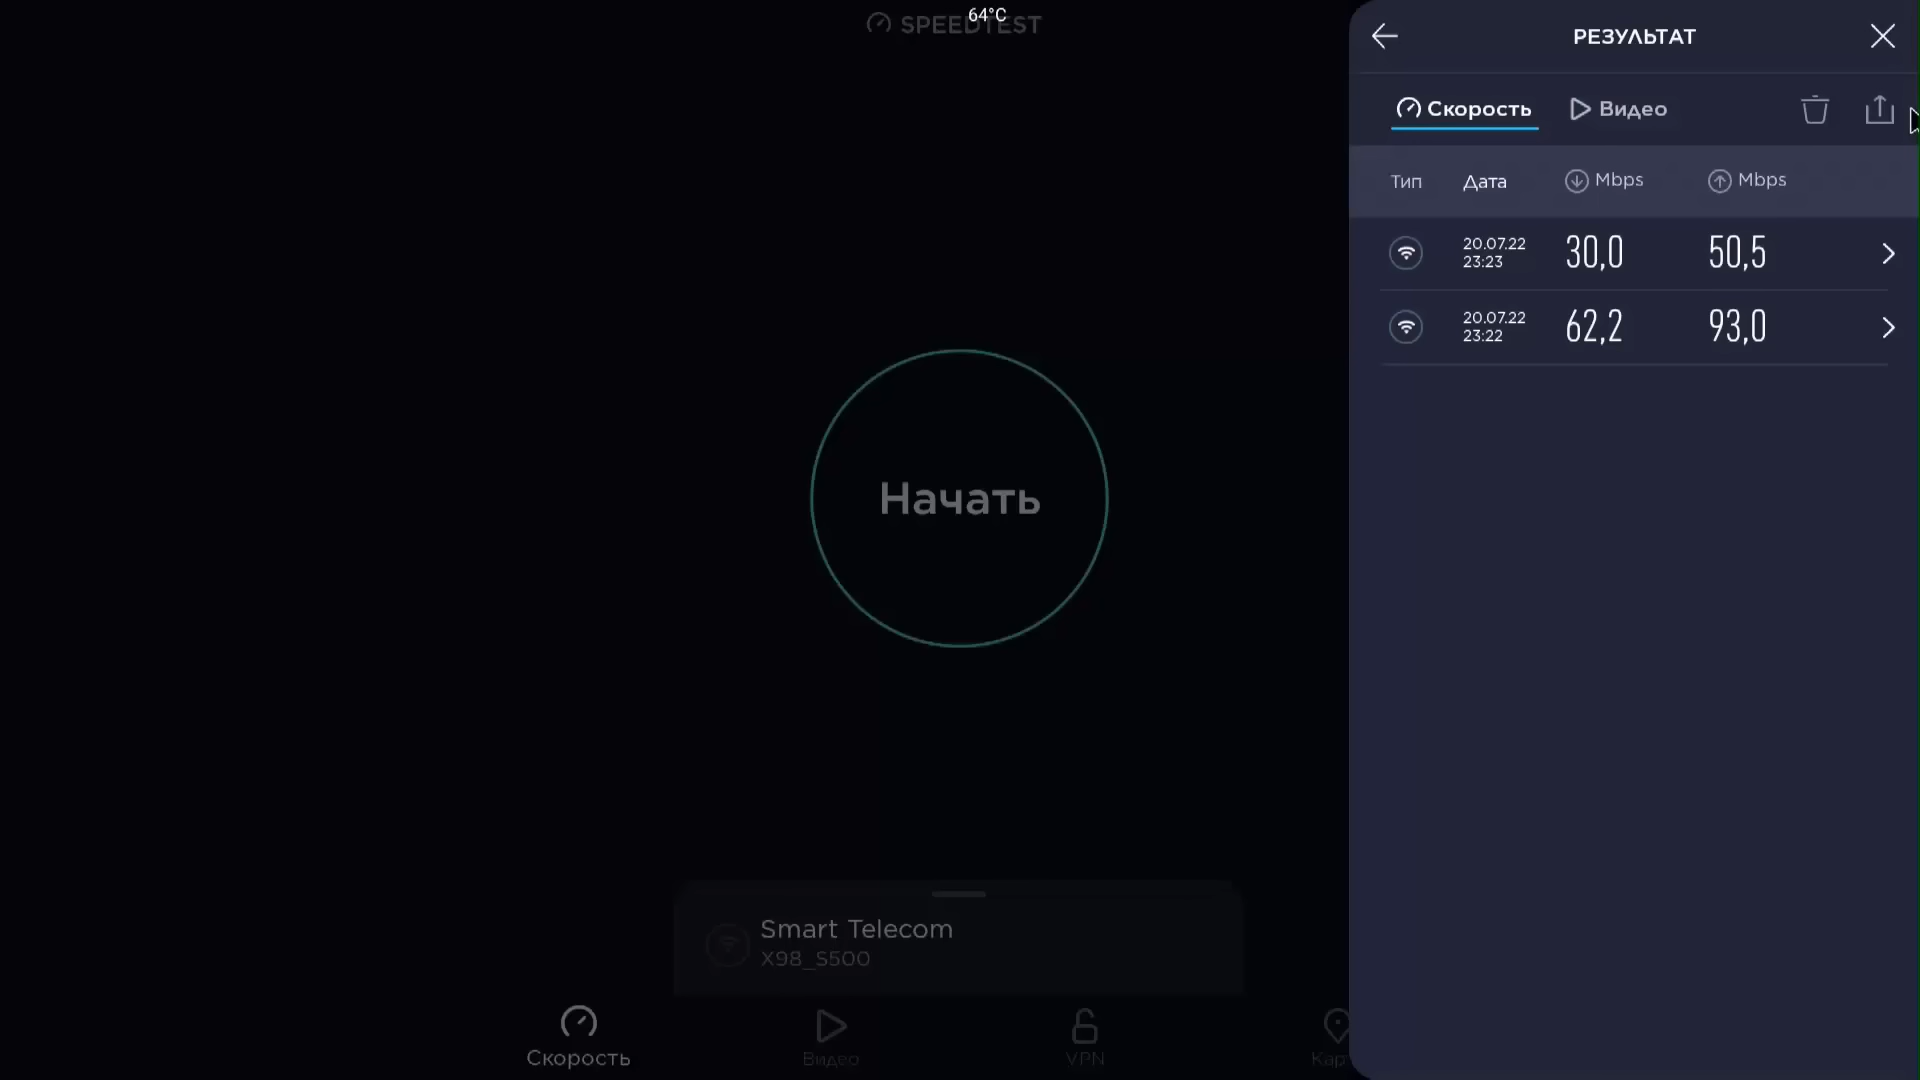 64°C
SPEEDTEST
РЕЗУЛЬТАТ
Скорость Видео
Тип Дата Mbps Mbps
20.07.22
23:23
30,0 50,5
20.07.22
23:22
62,2 93,0
Начать
Smart Telecom
X98_S500
Скорость Видео VPN Кар